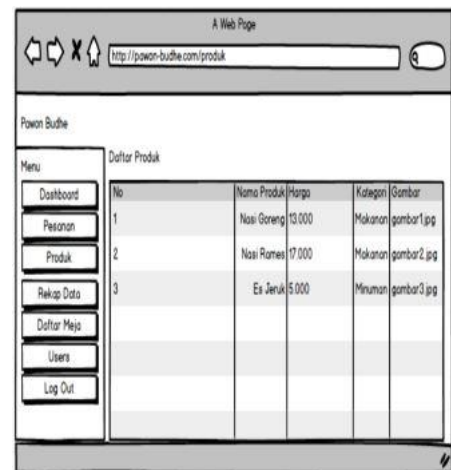 A Web Page
http://pawon-budhe.com/produk
Pawon Budhe
Menu
Dashboard
Pesanan
Produk
Rekap Data
Daftar Meja
Users
Log Out
Daftar Produk
No Nama Produk Harga Kategori Gambar
1 Nasi Goreng 13.000 Makanan gambar1.jpg
2 Nasi Rames 17.000 Makanan gambar2.jpg
3 Es Jeruk 5.000 Minuman gambar3.jpg